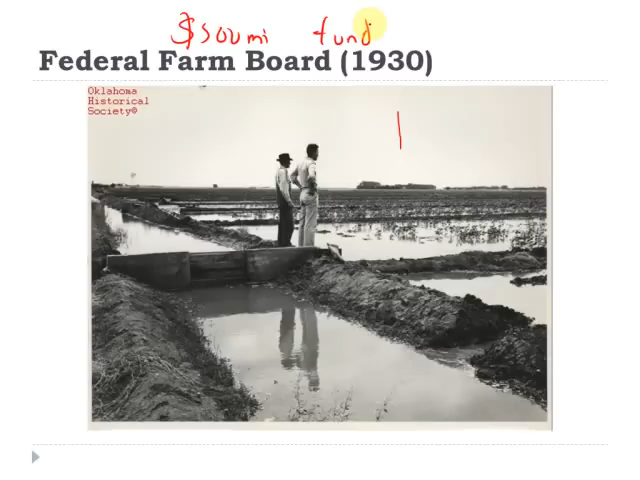 $500mi fund
Federal Farm Board (1930)
Oklahoma
Historical
Society©